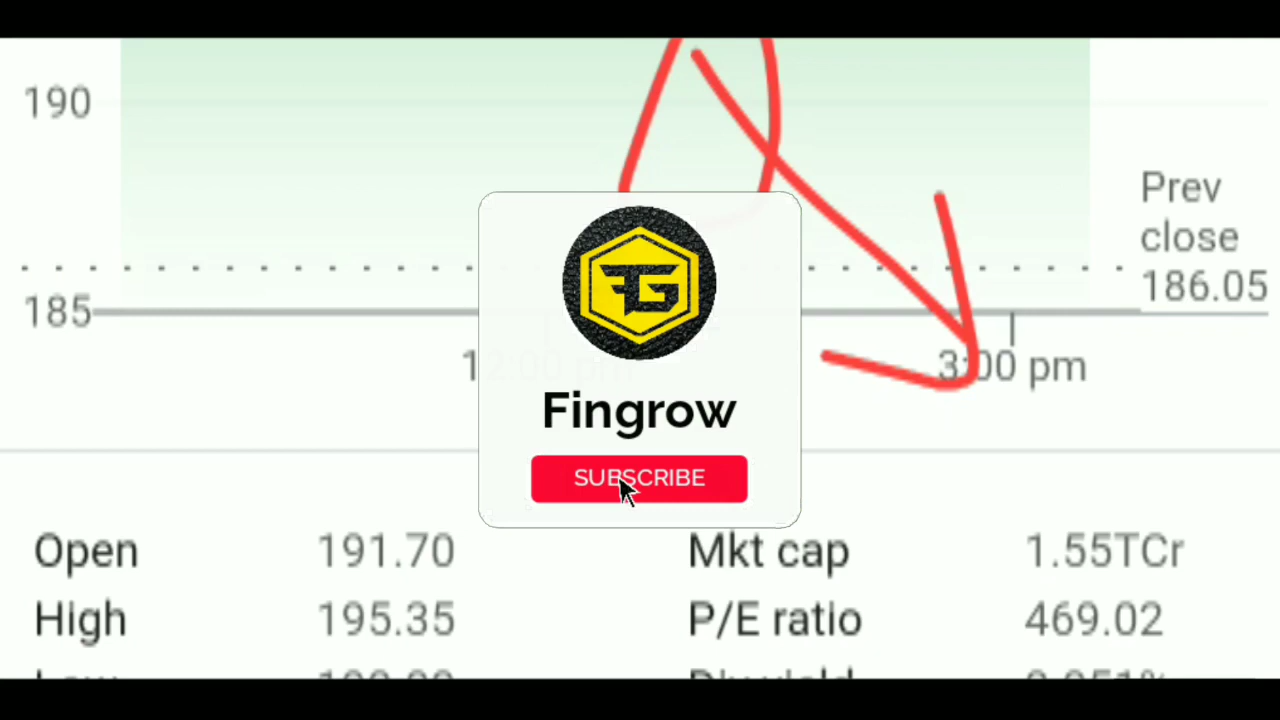 190
Prev
close
186.05
185
3:00 pm
FG
Fingrow
SUBSCRIBE
Open 191.70 Mkt cap 1.55TCr
High 195.35 P/E ratio 469.02